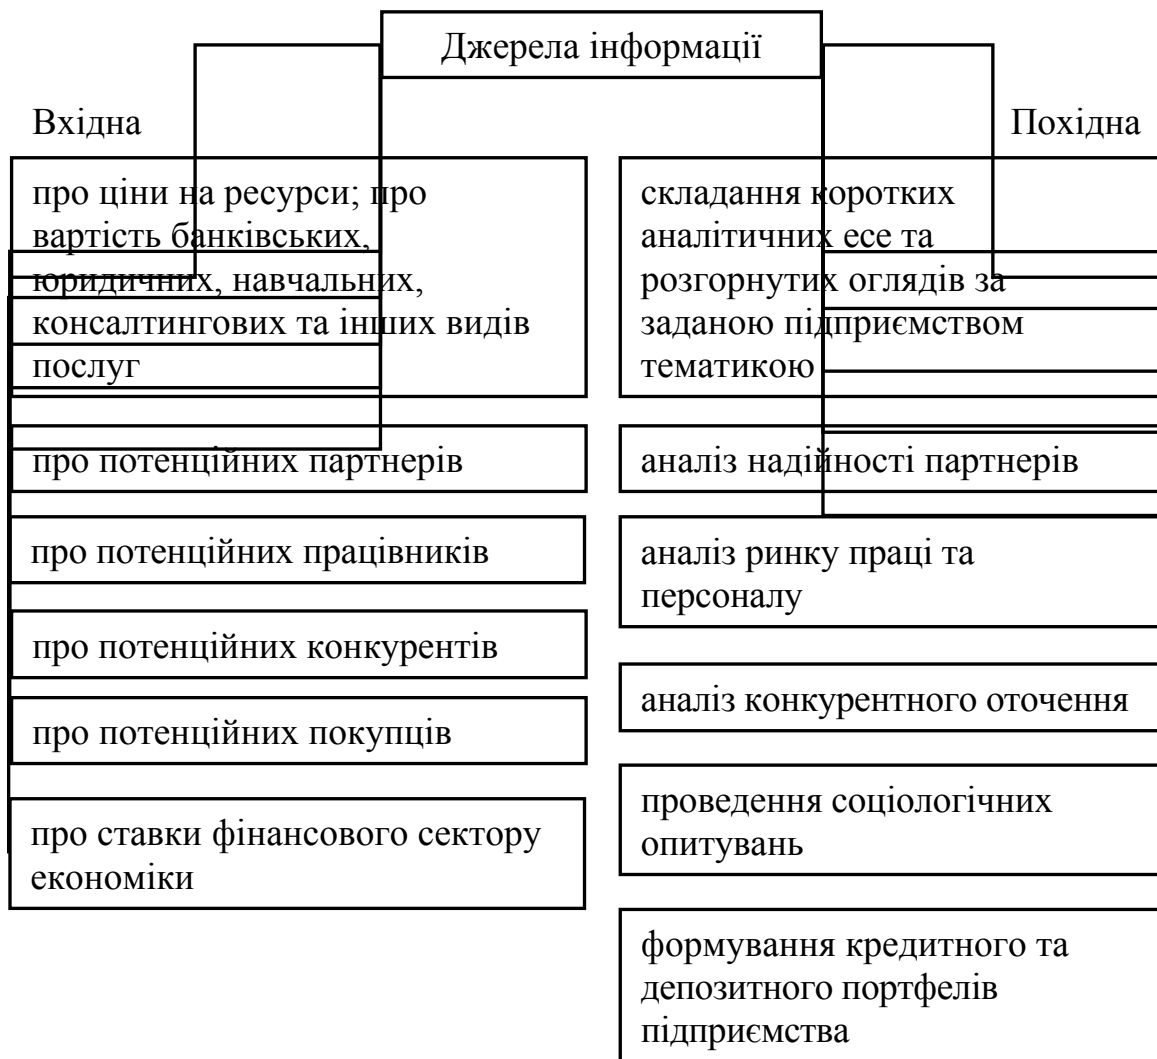 Джерела інформації
Вхідна
Похідна
про ціни на ресурси; про
вартість банківських,
юридичних, навчальних,
консалтингових та інших видів
послуг
про потенційних партнерів
про потенційних працівників
про потенційних конкурентів
про потенційних покупців
про ставки фінансового сектору
економіки
складання коротких
аналітичних есе та
розгорнутих оглядів за
заданою підприємством
тематикою
аналіз надійності партнерів
аналіз ринку праці та
персоналу
аналіз конкурентного оточення
проведення соціологічних
опитувань
формування кредитного та
депозитного портфелів
підприємства